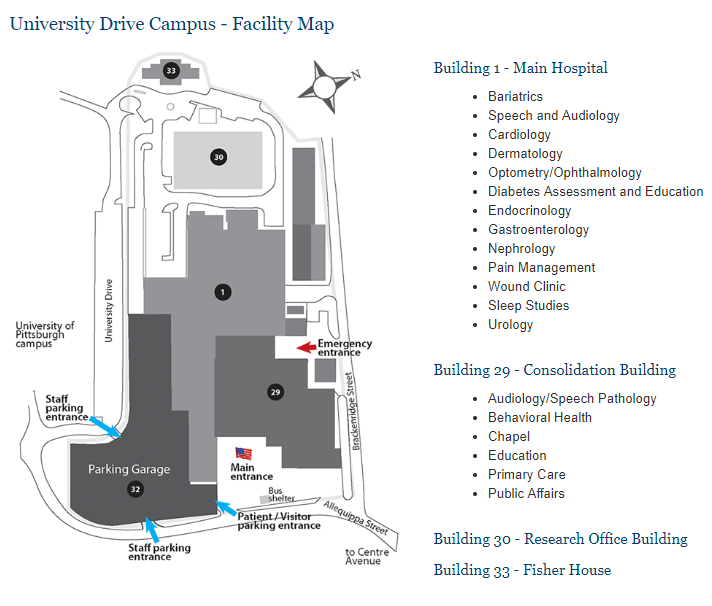 University Drive Campus - Facility Map
33
N
30
1
University Drive
University of
Pittsburgh
campus
Emergency
entrance
29
Brackenridge Street
Staff
parking
entrance
Parking Garage
32
Main
entrance
Bus
shelter
Patient / Visitor
parking entrance
Allequippa Street
Staff parking
entrance
to Centre
Avenue
Building 1 - Main Hospital
Bariatrics
Speech and Audiology
Cardiology
Dermatology
Optometry/Ophthalmology
Diabetes Assessment and Education
Endocrinology
Gastroenterology
Nephrology
Pain Management
Wound Clinic
Sleep Studies
Urology
Building 29 - Consolidation Building
Audiology/Speech Pathology
Behavioral Health
Chapel
Education
Primary Care
Public Affairs
Building 30 - Research Office Building
Building 33 - Fisher House